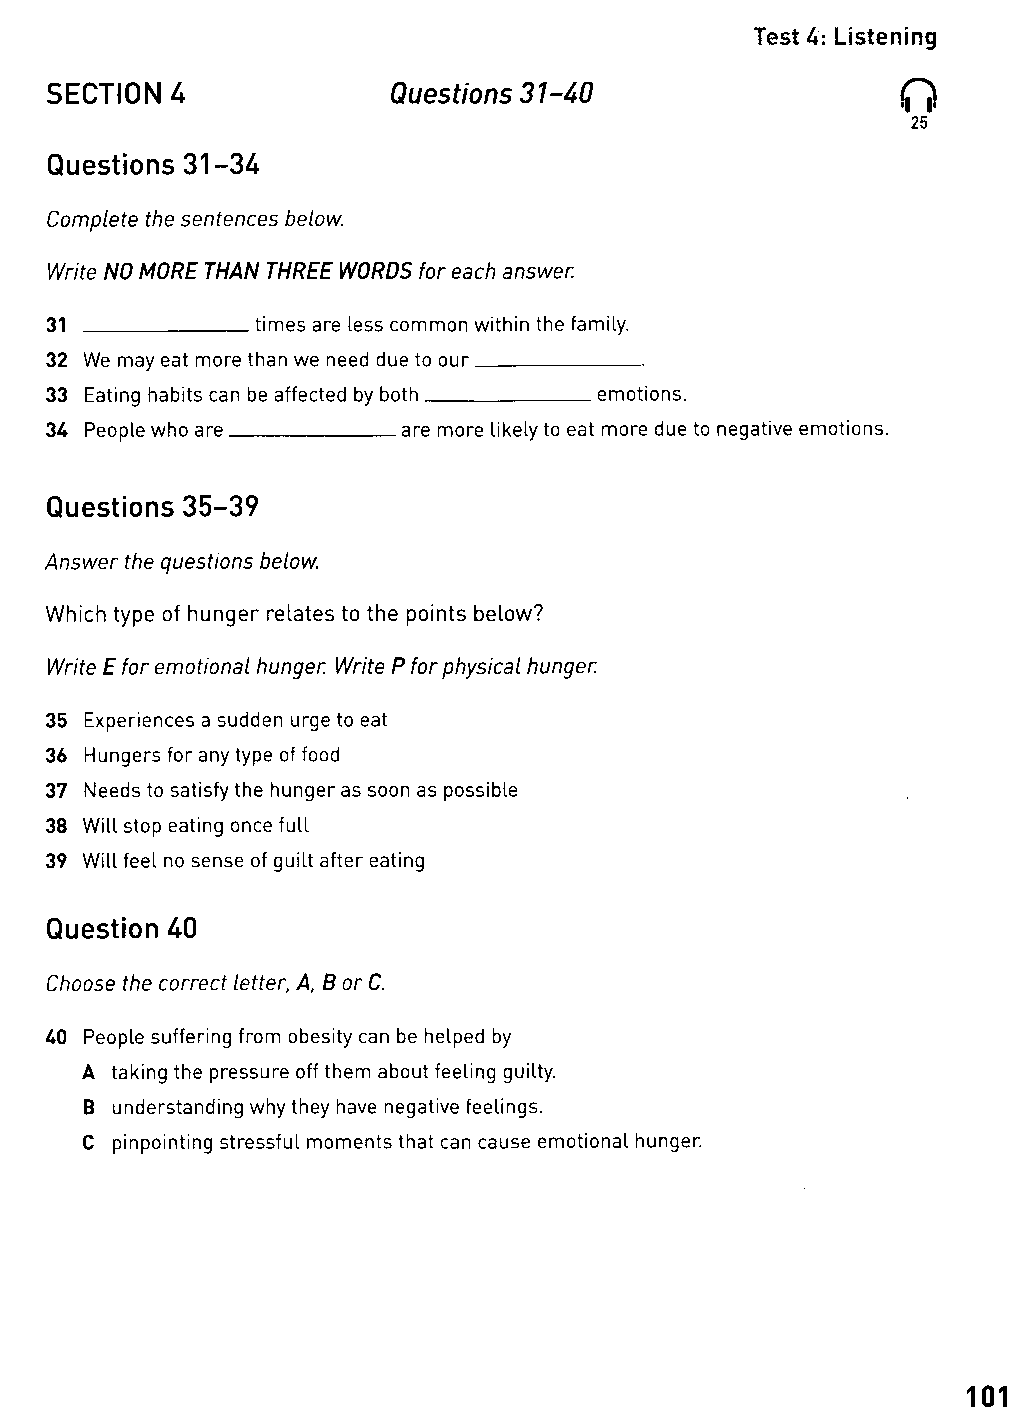 Test 4: Listening
SECTION 4 Questions 31–40
25
Questions 31–34
Complete the sentences below.
Write NO MORE THAN THREE WORDS for each answer.
31 ______________ times are less common within the family.
32 We may eat more than we need due to our ______________.
33 Eating habits can be affected by both ______________ emotions.
34 People who are ______________ are more likely to eat more due to negative emotions.
Questions 35–39
Answer the questions below.
Which type of hunger relates to the points below?
Write E for emotional hunger. Write P for physical hunger.
35 Experiences a sudden urge to eat
36 Hungers for any type of food
37 Needs to satisfy the hunger as soon as possible
38 Will stop eating once full
39 Will feel no sense of guilt after eating
Question 40
Choose the correct letter, A, B or C.
40 People suffering from obesity can be helped by
A taking the pressure off them about feeling guilty.
B understanding why they have negative feelings.
C pinpointing stressful moments that can cause emotional hunger.
101